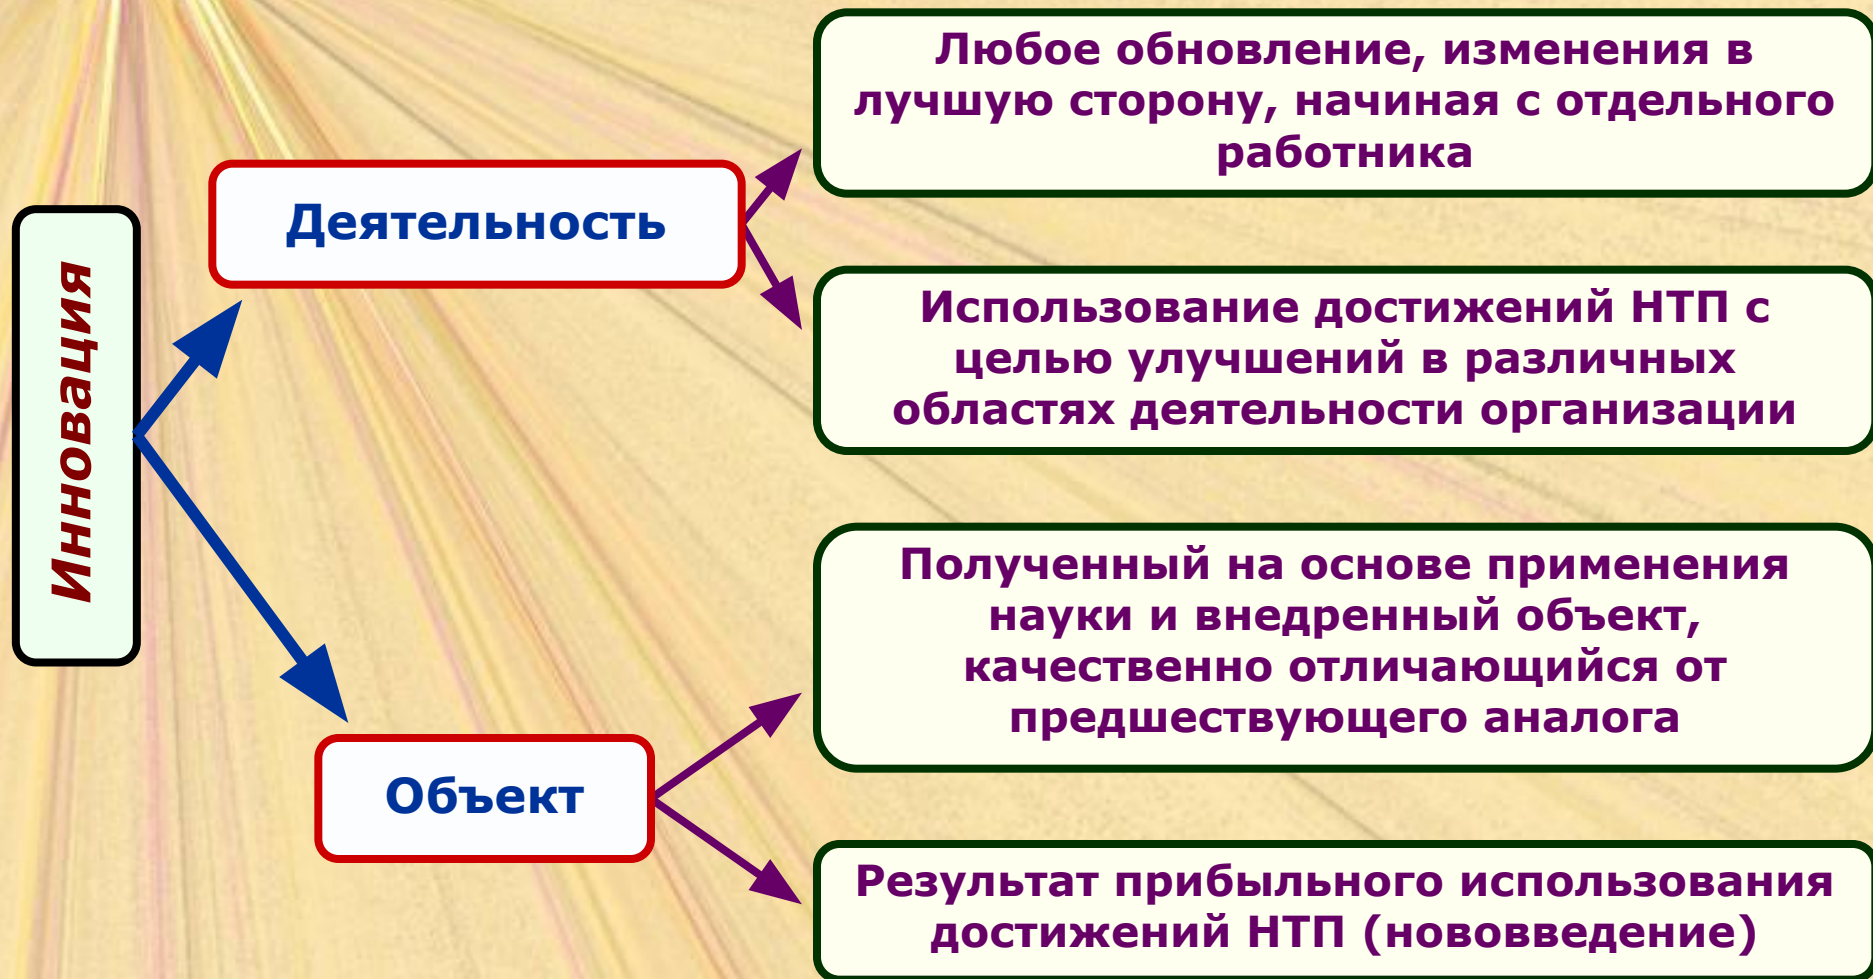 Инновация
Деятельность
Любое обновление, изменения в
лучшую сторону, начиная с отдельного
работника
Использование достижений НТП с
целью улучшений в различных
областях деятельности организации
Объект
Полученный на основе применения
науки и внедренный объект,
качественно отличающийся от
предшествующего аналога
Результат прибыльного использования
достижений НТП (нововведение)